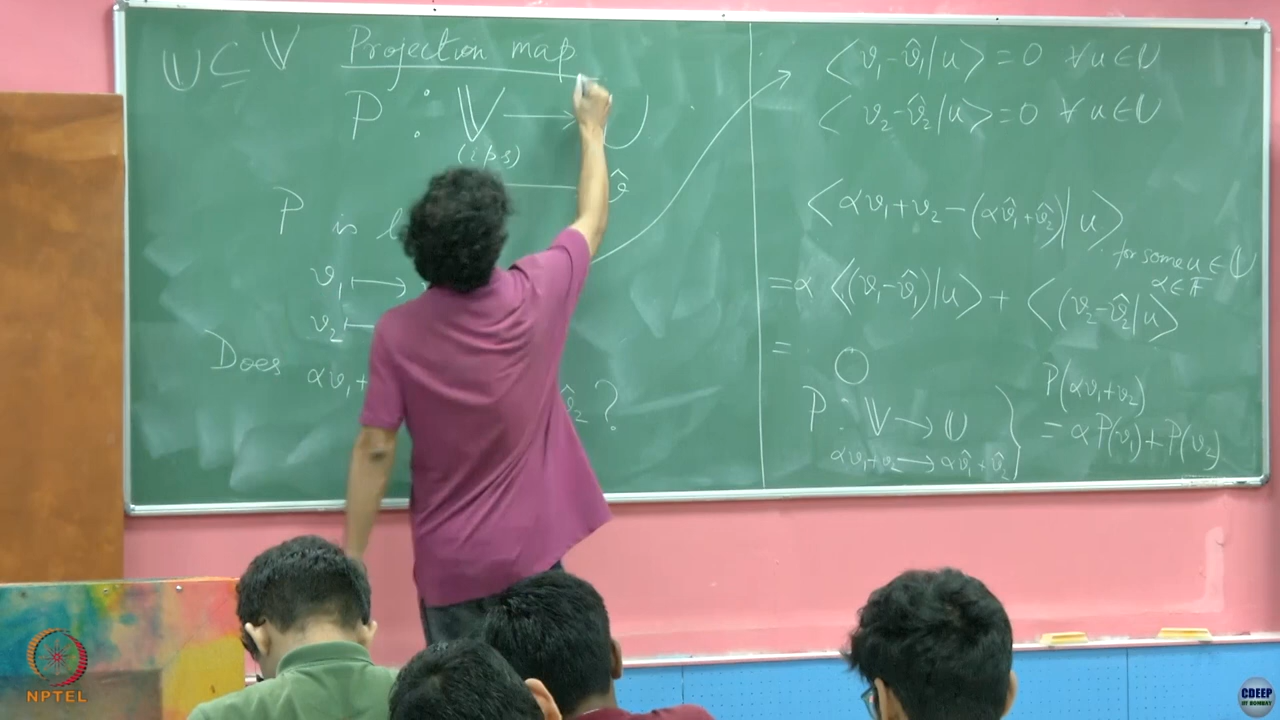 𝕌 ⊆ 𝕍 Projection map
P : 𝕍 → 𝕌
(ips)
v̂
P is
v₁ ⟼
v₂ ⟼
Does αv₁+ v̂₂ ?
⟨v₁-v̂₁|u⟩=0 ∀u∈𝕌
⟨v₂-v̂₂|u⟩=0 ∀u∈𝕌
⟨αv₁+v₂-(αv̂₁+v̂₂)|u⟩
for some u∈𝕌
α∈𝔽
=α⟨(v₁-v̂₁)|u⟩+⟨(v₂-v̂₂|u⟩
= 0
P : 𝕍 → 𝕌
αv₁+v₂ → αv̂₁+v̂₂
P(αv₁+v₂)
= αP(v₁)+P(v₂)
NPTEL
CDEEP
IIT BOMBAY